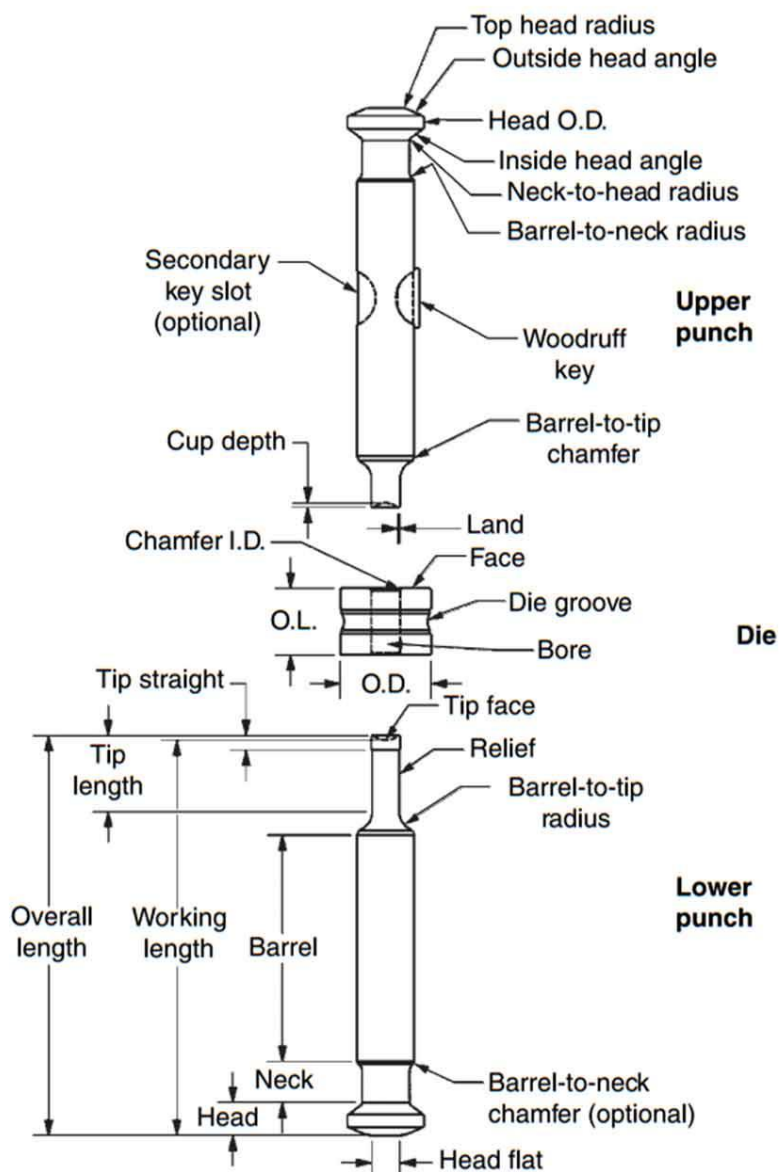 Top head radius
Outside head angle
Head O.D.
Inside head angle
Neck-to-head radius
Barrel-to-neck radius
Secondary
key slot
(optional)
Upper
punch
Woodruff
key
Barrel-to-tip
chamfer
Cup depth
Land
Chamfer I.D.
Face
O.L.
Die groove
Die
Bore
O.D.
Tip straight
Tip face
Tip
length
Relief
Barrel-to-tip
radius
Overall
length
Working
length
Barrel
Lower
punch
Neck
Head
Barrel-to-neck
chamfer (optional)
Head flat